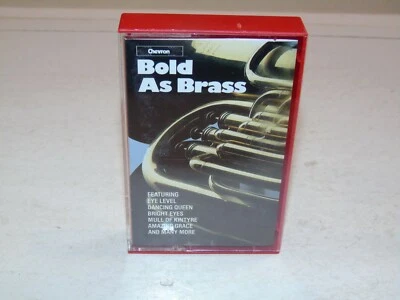 Chevron
Bold
As Brass
FEATURING
EYE LEVEL
DANCING QUEEN
BRIGHT EYES
MULL OF KINTYRE
AMAZING GRACE
AND MANY MORE